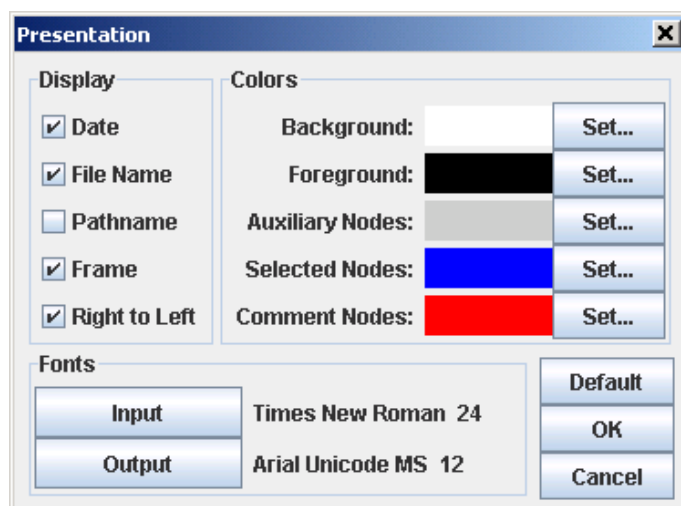 Presentation
Display
Date
File Name
Pathname
Frame
Right to Left
Colors
Background: Set...
Foreground: Set...
Auxiliary Nodes: Set...
Selected Nodes: Set...
Comment Nodes: Set...
Fonts
Input Times New Roman 24
Output Arial Unicode MS 12
Default
OK
Cancel